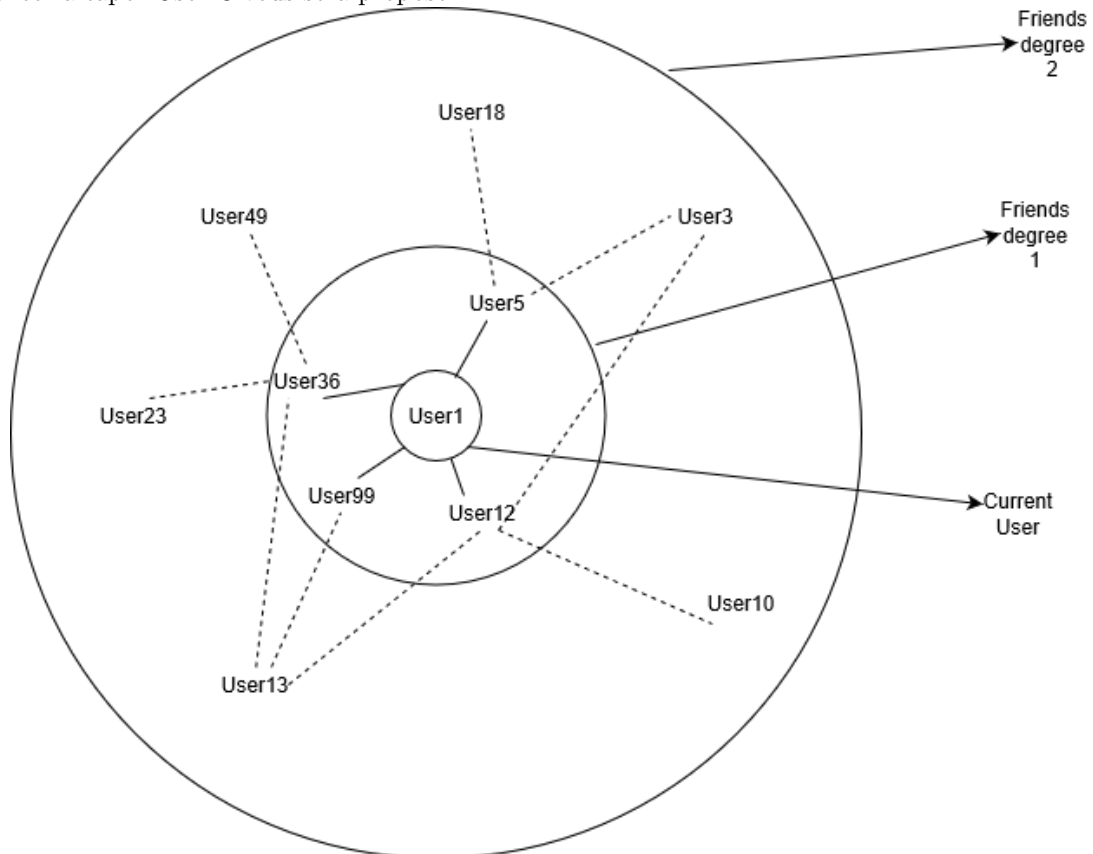 Friends
degree
2
User18
User49
User3
Friends
degree
1
User5
User36
User23
User1
User99
User12
Current
User
User10
User13